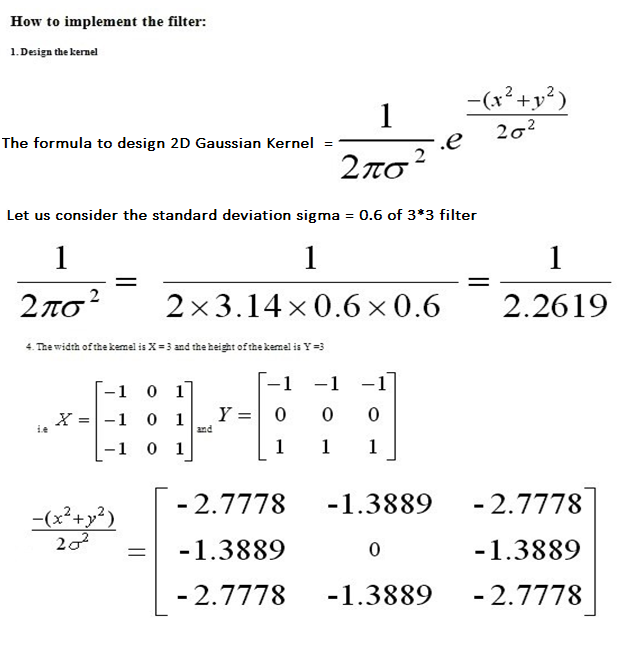 How to implement the filter:
1. Design the kernel
The formula to design 2D Gaussian Kernel = 1/(2πσ²) .e^(−(x²+y²)/(2σ²))
Let us consider the standard deviation sigma = 0.6 of 3*3 filter
1/(2πσ²) = 1/(2×3.14×0.6×0.6) = 1/2.2619
4. The width of the kernel is X = 3 and the height of the kernel is Y =3
i.e X = [−1 0 1; −1 0 1; −1 0 1] and Y = [−1 −1 −1; 0 0 0; 1 1 1]
−(x²+y²)/(2σ²) = [-2.7778 -1.3889 -2.7778; -1.3889 0 -1.3889; -2.7778 -1.3889 -2.7778]